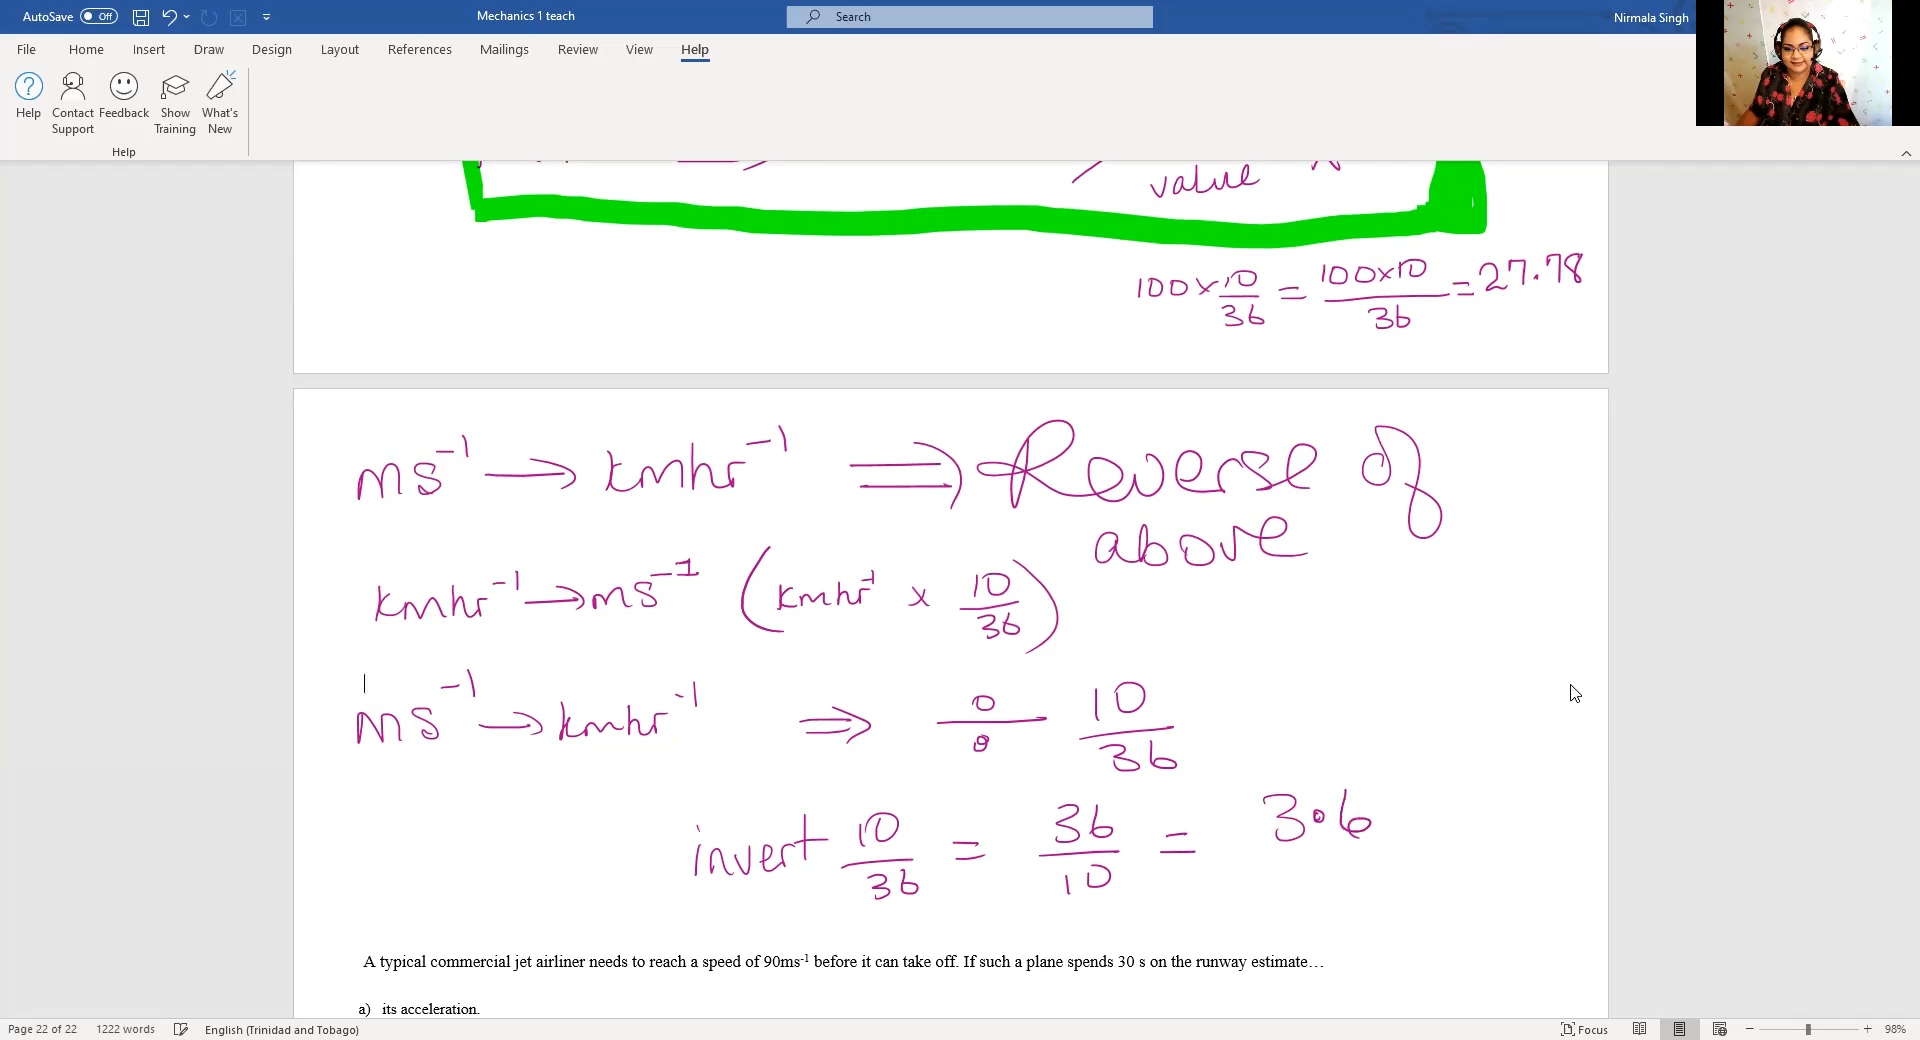 AutoSave Off Mechanics 1 teach Search Nirmala Singh
File Home Insert Draw Design Layout References Mailings Review View Help
Help Contact Support Feedback Show Training What's New
Help
value
100 × 10/36 = 100×10/36 = 27.78
ms⁻¹ → kmhr⁻¹ ⇒ Reverse of
above
kmhr⁻¹ → ms⁻¹ (kmhr⁻¹ × 10/36)
ms⁻¹ → kmhr⁻¹ ⇒ 10/36
invert 10/36 = 36/10 = 3.6
A typical commercial jet airliner needs to reach a speed of 90ms⁻¹ before it can take off. If such a plane spends 30 s on the runway estimate…
a) its acceleration.
Page 22 of 22 1222 words English (Trinidad and Tobago) Focus 98%